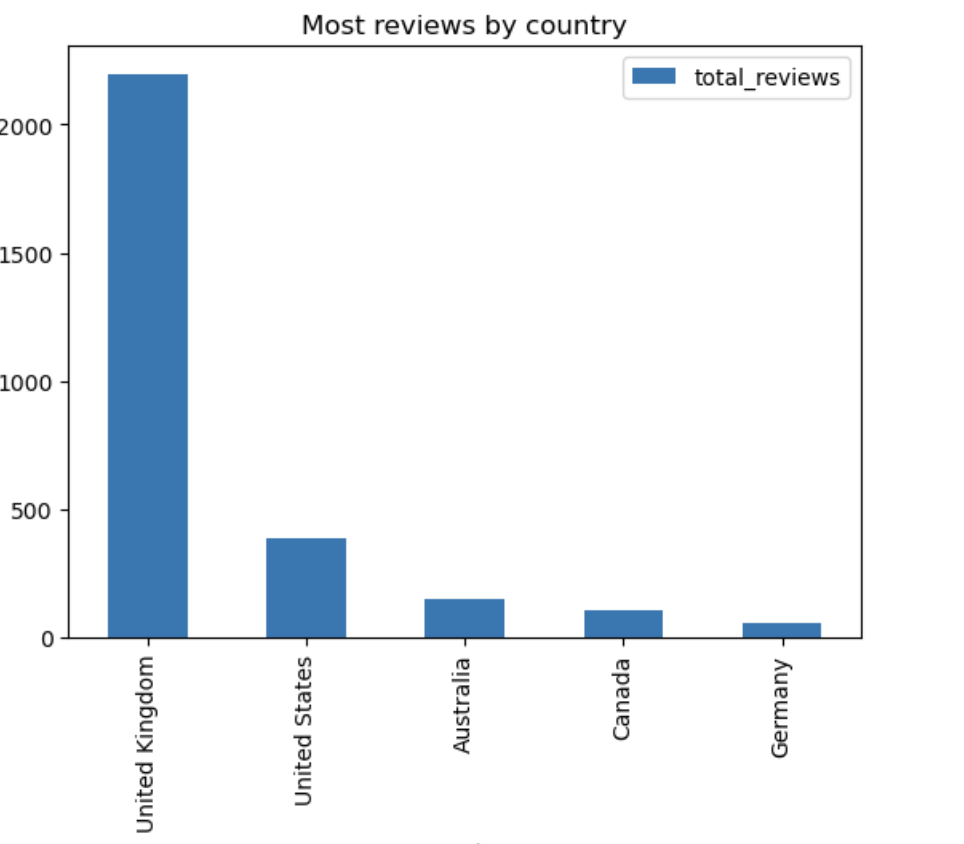 Most reviews by country
total_reviews
2000
1500
1000
500
0
United Kingdom
United States
Australia
Canada
Germany